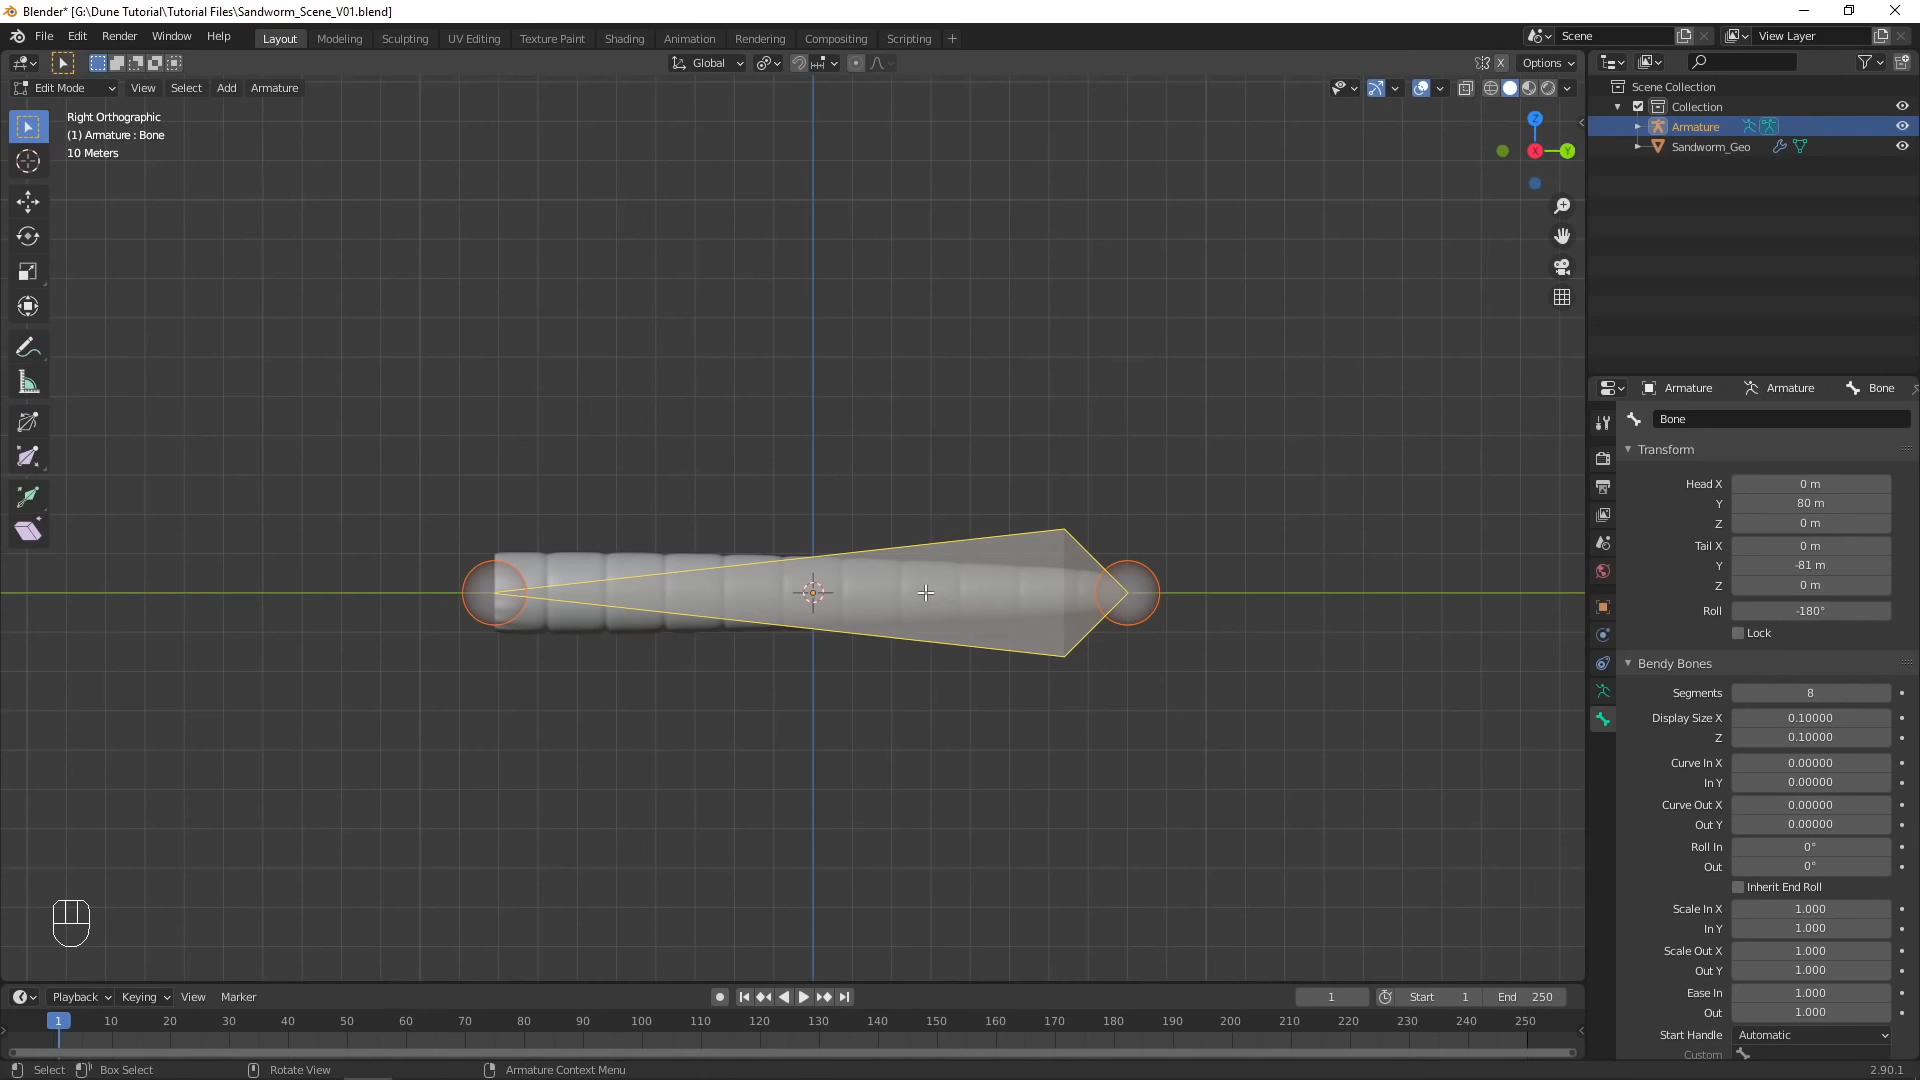 Blender* [G:\Dune Tutorial\Tutorial Files\Sandworm_Scene_V01.blend]
File Edit Render Window Help
Layout Modeling Sculpting UV Editing Texture Paint Shading Animation Rendering Compositing Scripting
Scene
View Layer
Global
X
Options
Edit Mode View Select Add Armature
Right Orthographic
(1) Armature : Bone
10 Meters
Z
Y
X
Scene Collection
Collection
Armature
Sandworm_Geo
Armature Armature Bone
Bone
Transform
Head X 0 m
Y 80 m
Z 0 m
Tail X 0 m
Y -81 m
Z 0 m
Roll -180°
Lock
Bendy Bones
Segments 8
Display Size X 0.10000
Z 0.10000
Curve In X 0.00000
In Y 0.00000
Curve Out X 0.00000
Out Y 0.00000
Roll In 0°
Out 0°
Inherit End Roll
Scale In X 1.000
In Y 1.000
Scale Out X 1.000
Out Y 1.000
Ease In 1.000
Out 1.000
Start Handle Automatic
Custom
Playback Keying View Marker
1 Start 1 End 250
1 10 20 30 40 50 60 70 80 90 100 110 120 130 140 150 160 170 180 190 200 210 220 230 240 250
Select Box Select Rotate View Armature Context Menu
2.90.1